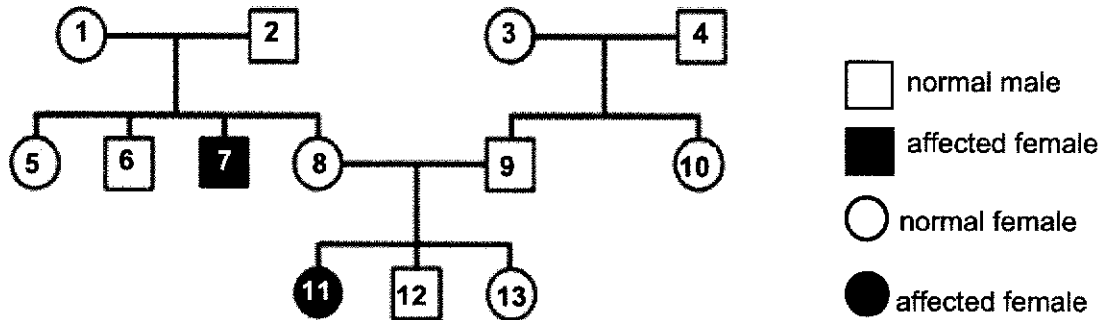 1 2 3 4
normal male
affected female
5 6 7 8 9 10
normal female
11 12 13
affected female